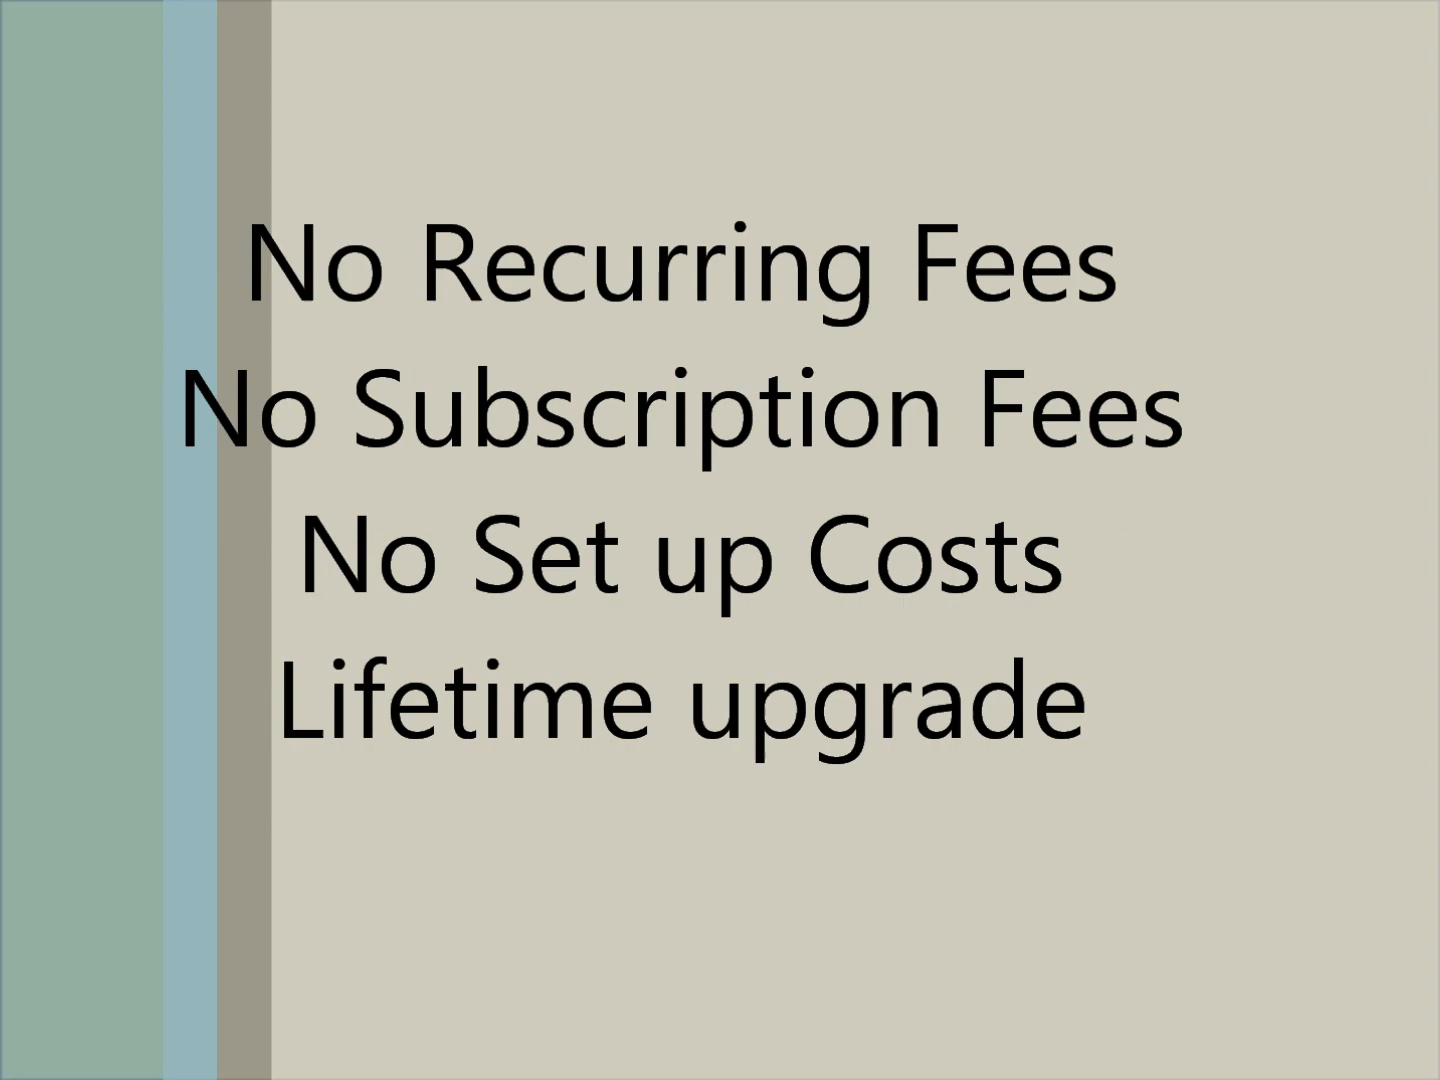 No Recurring Fees
No Subscription Fees
No Set up Costs
Lifetime upgrade